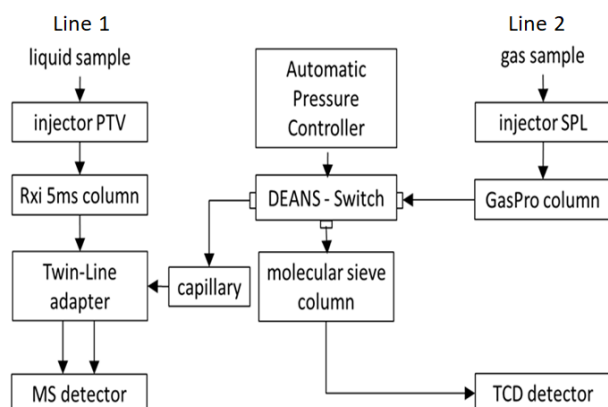 Line 1
Line 2
liquid sample
gas sample
Automatic
Pressure
Controller
injector PTV
injector SPL
Rxi 5ms column
DEANS - Switch
GasPro column
Twin-Line
adapter
capillary
molecular sieve
column
MS detector
TCD detector